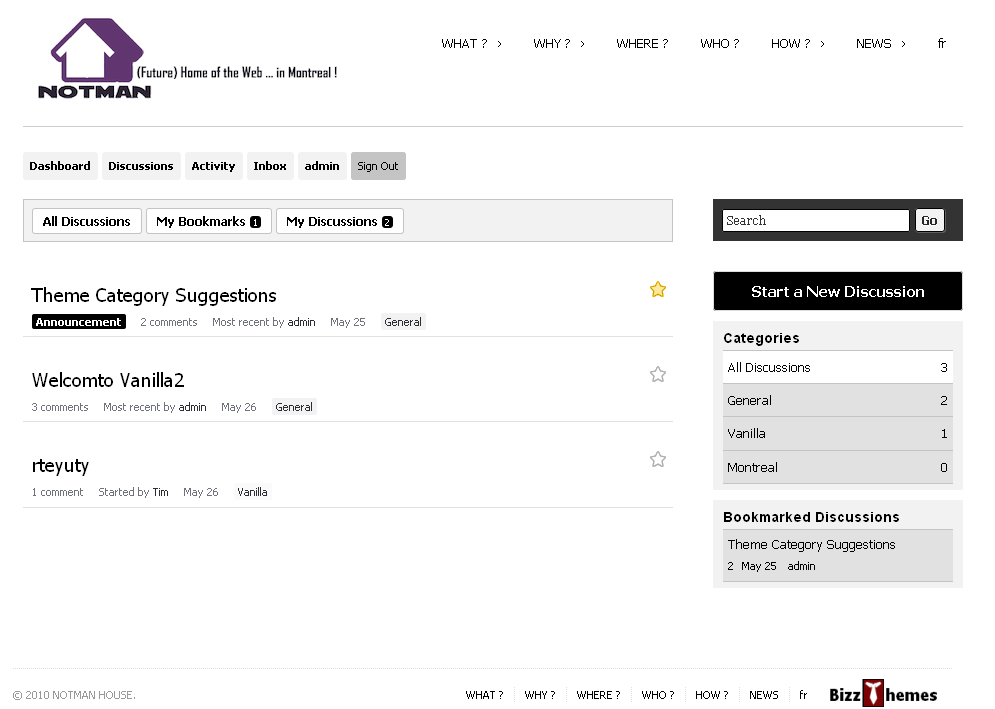 WHAT ? › WHY ? › WHERE ? WHO ? HOW ? › NEWS › fr
(Future) Home of the Web ... in Montreal !
NOTMAN
Dashboard Discussions Activity Inbox admin Sign Out
All Discussions My Bookmarks 1 My Discussions 2
Search Go
Theme Category Suggestions
Announcement 2 comments Most recent by admin May 25 General
Welcomto Vanilla2
3 comments Most recent by admin May 26 General
rteyuty
1 comment Started by Tim May 26 Vanilla
Start a New Discussion
Categories
All Discussions 3
General 2
Vanilla 1
Montreal 0
Bookmarked Discussions
Theme Category Suggestions
2 May 25 admin
© 2010 NOTMAN HOUSE.
WHAT ? WHY ? WHERE ? WHO ? HOW ? NEWS fr
BizzThemes